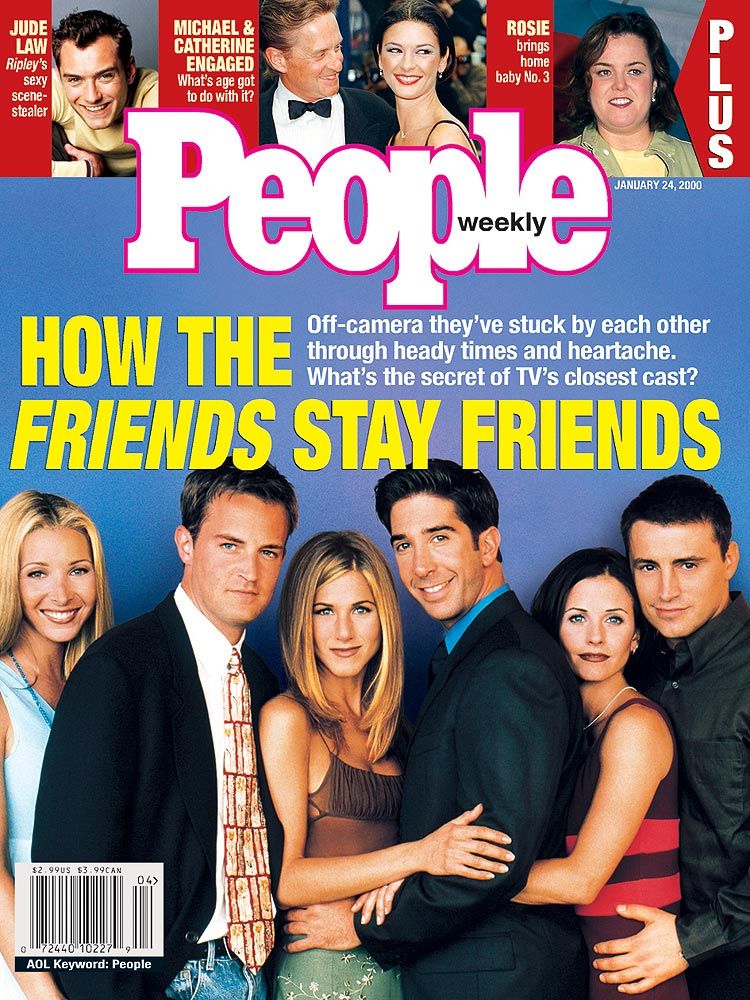 JUDE
LAW
Ripley's
sexy
scene-
stealer
MICHAEL &
CATHERINE
ENGAGED
What's age got
to do with it?
ROSIE
brings
home
baby No. 3
PLUS
People
weekly
JANUARY 24, 2000
HOW THE
FRIENDS STAY FRIENDS
Off-camera they've stuck by each other
through heady times and heartache.
What's the secret of TV's closest cast?
$2.99US $3.99CAN
04>
0 72440 10227 9
AOL Keyword: People